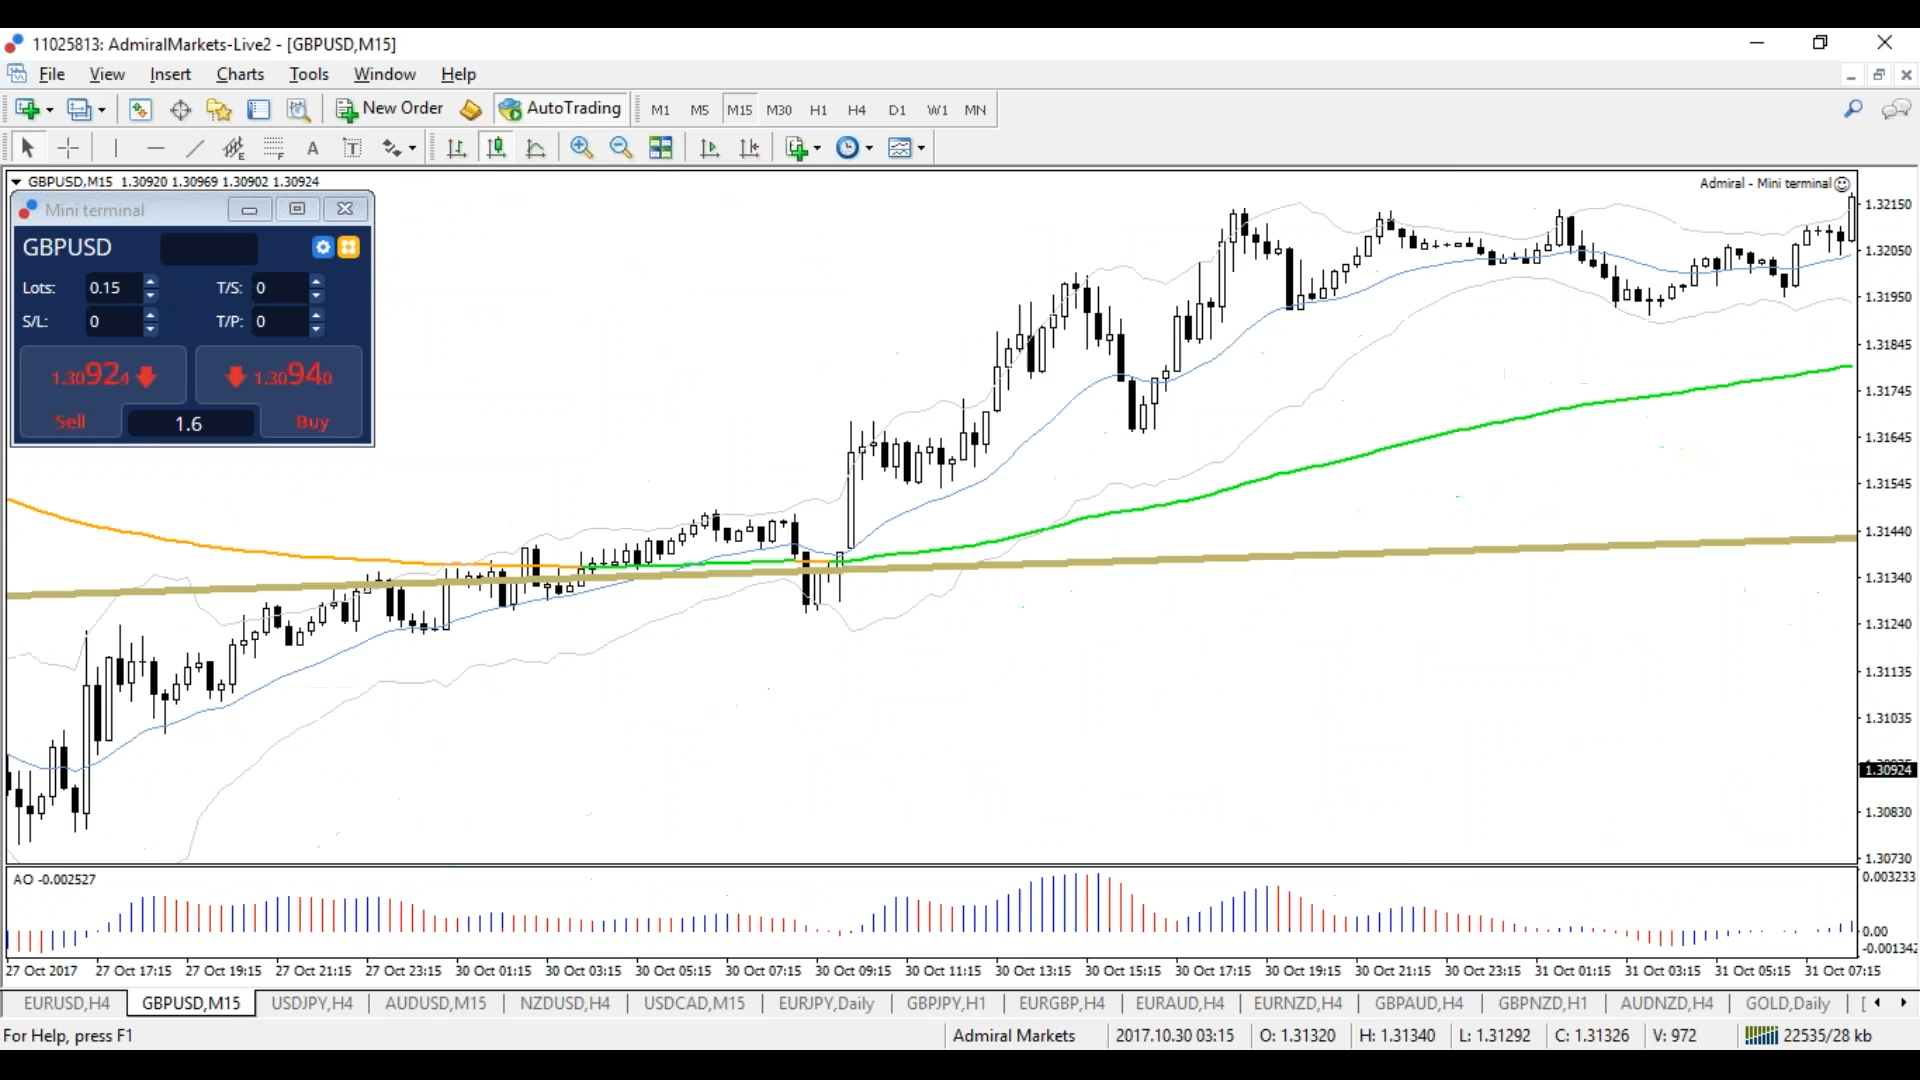 11025813: AdmiralMarkets-Live2 - [GBPUSD,M15]
File View Insert Charts Tools Window Help
New Order AutoTrading M1 M5 M15 M30 H1 H4 D1 W1 MN
E F A T
GBPUSD,M15 1.30920 1.30969 1.30902 1.30924
Admiral - Mini terminal
Mini terminal
GBPUSD
Lots: 0.15 T/S: 0
S/L: 0 T/P: 0
1.30924 1.30940
Sell 1.6 Buy
1.32150
1.32050
1.31950
1.31845
1.31745
1.31645
1.31545
1.31440
1.31340
1.31240
1.31135
1.31035
1.30924
1.30830
1.30730
AO -0.002527
0.003233
0.00
-0.001342
27 Oct 2017 27 Oct 17:15 27 Oct 19:15 27 Oct 21:15 27 Oct 23:15 30 Oct 01:15 30 Oct 03:15 30 Oct 05:15 30 Oct 07:15 30 Oct 09:15 30 Oct 11:15 30 Oct 13:15 30 Oct 15:15 30 Oct 17:15 30 Oct 19:15 30 Oct 21:15 30 Oct 23:15 31 Oct 01:15 31 Oct 03:15 31 Oct 05:15 31 Oct 07:15
EURUSD,H4 GBPUSD,M15 USDJPY,H4 AUDUSD,M15 NZDUSD,H4 USDCAD,M15 EURJPY,Daily GBPJPY,H1 EURGBP,H4 EURAUD,H4 EURNZD,H4 GBPAUD,H4 GBPNZD,H1 AUDNZD,H4 GOLD,Daily [
For Help, press F1 Admiral Markets 2017.10.30 03:15 O: 1.31320 H: 1.31340 L: 1.31292 C: 1.31326 V: 972 22535/28 kb